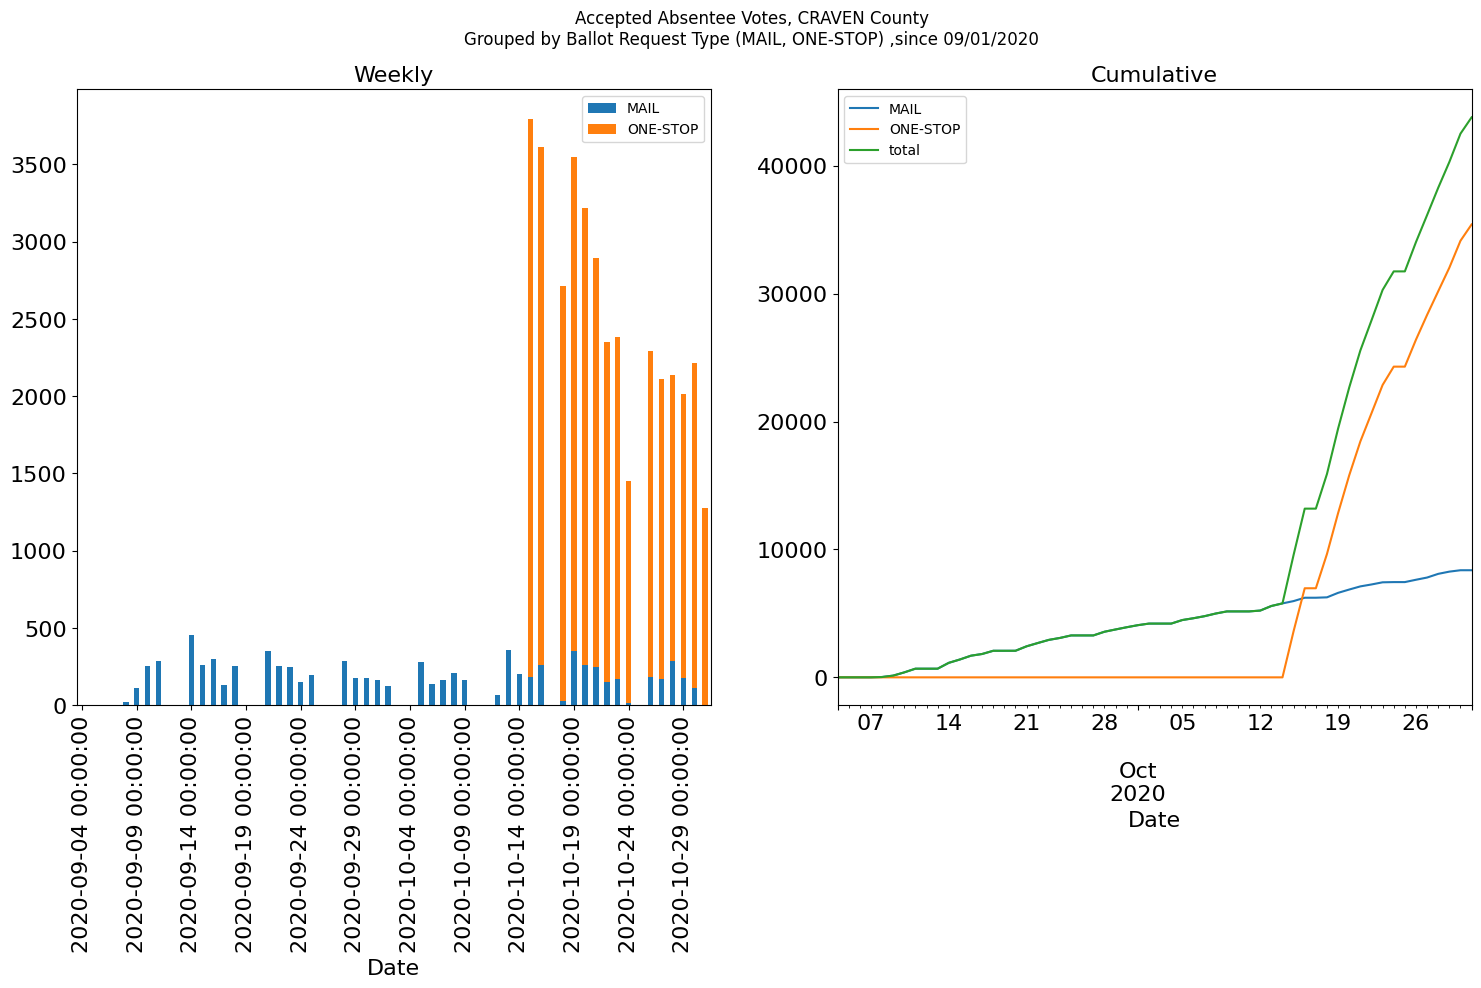 Accepted Absentee Votes, CRAVEN County
Grouped by Ballot Request Type (MAIL, ONE-STOP) ,since 09/01/2020
Weekly
MAIL
ONE-STOP
3500
3000
2500
2000
1500
1000
500
0
2020-09-04 00:00:00
2020-09-09 00:00:00
2020-09-14 00:00:00
2020-09-19 00:00:00
2020-09-24 00:00:00
2020-09-29 00:00:00
2020-10-04 00:00:00
2020-10-09 00:00:00
2020-10-14 00:00:00
2020-10-19 00:00:00
2020-10-24 00:00:00
2020-10-29 00:00:00
Date
Cumulative
MAIL
ONE-STOP
total
40000
30000
20000
10000
0
07 14 21 28 05 12 19 26
Oct
2020
Date